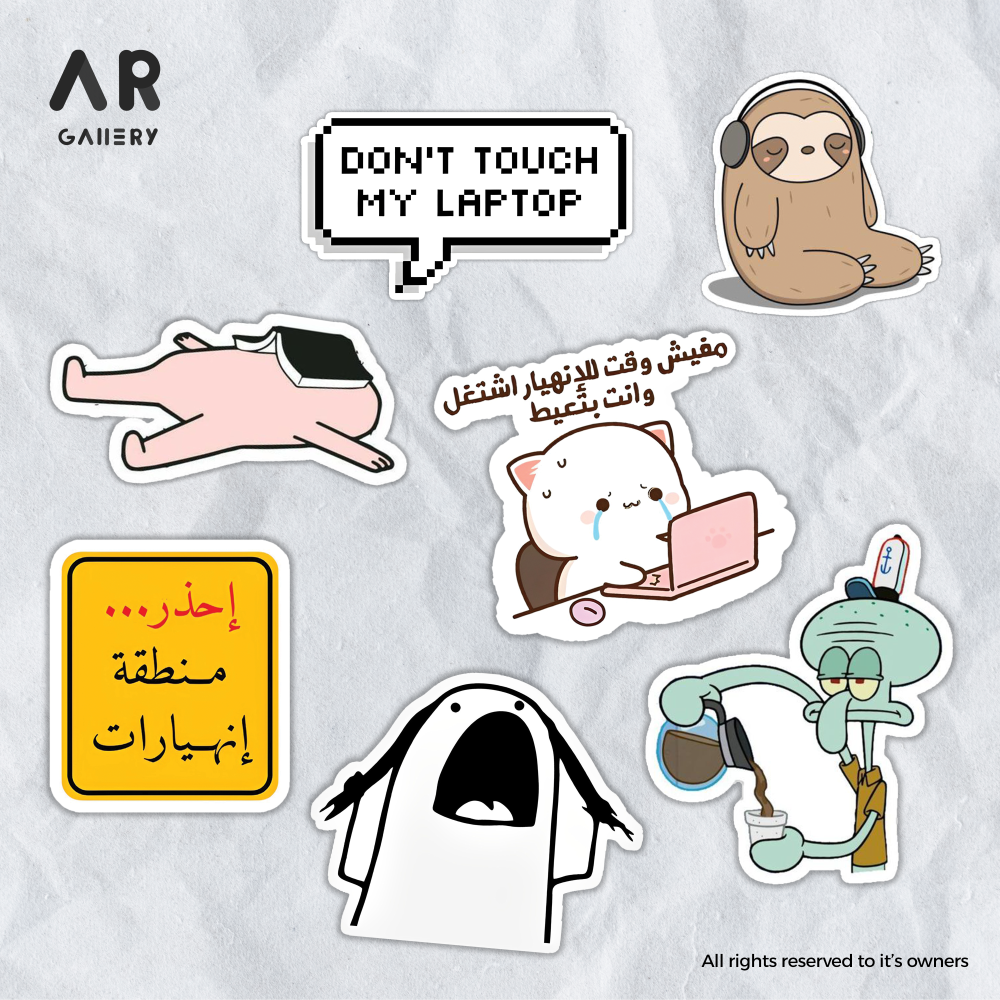 AR
GALLERY
DON'T TOUCH
MY LAPTOP
مفيش وقت للإنهيار اشتغل
وانت بتعيط
إحذر...
منطقة
إنهيارات
All rights reserved to it's owners